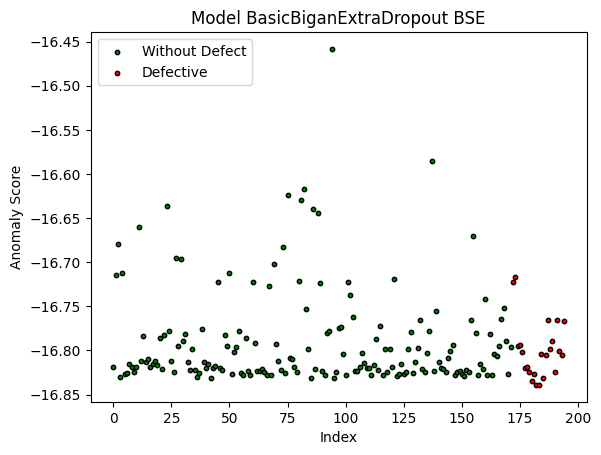 Model BasicBiganExtraDropout BSE
Without Defect
Defective
Anomaly Score
−16.45
−16.50
−16.55
−16.60
−16.65
−16.70
−16.75
−16.80
−16.85
0 25 50 75 100 125 150 175 200
Index